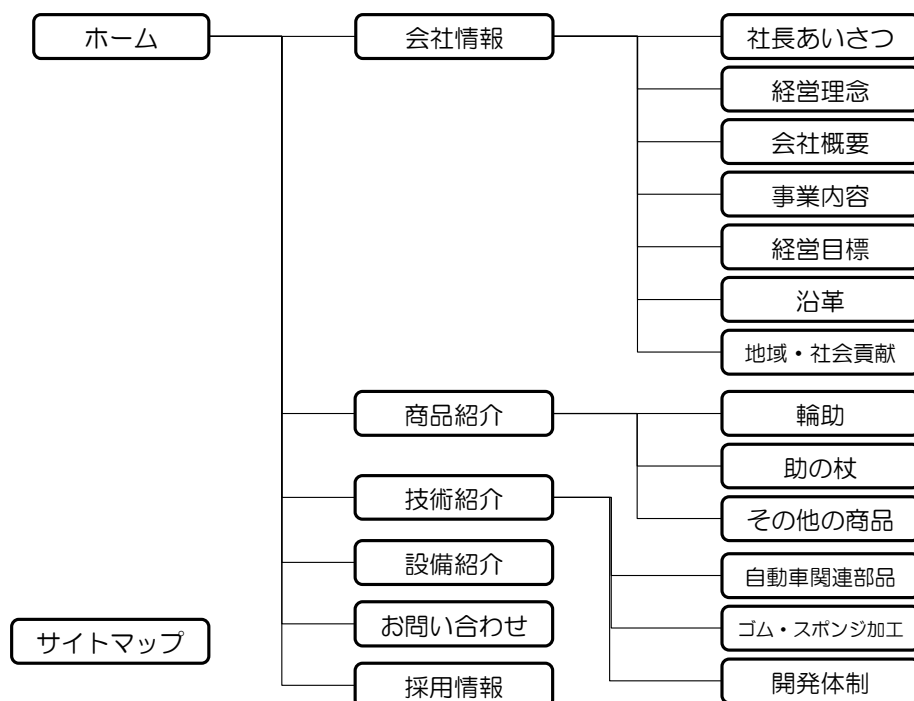 ホーム
会社情報
社長あいさつ
経営理念
会社概要
事業内容
経営目標
沿革
地域・社会貢献
商品紹介
輪助
助の杖
その他の商品
技術紹介
自動車関連部品
ゴム・スポンジ加工
開発体制
設備紹介
お問い合わせ
採用情報
サイトマップ